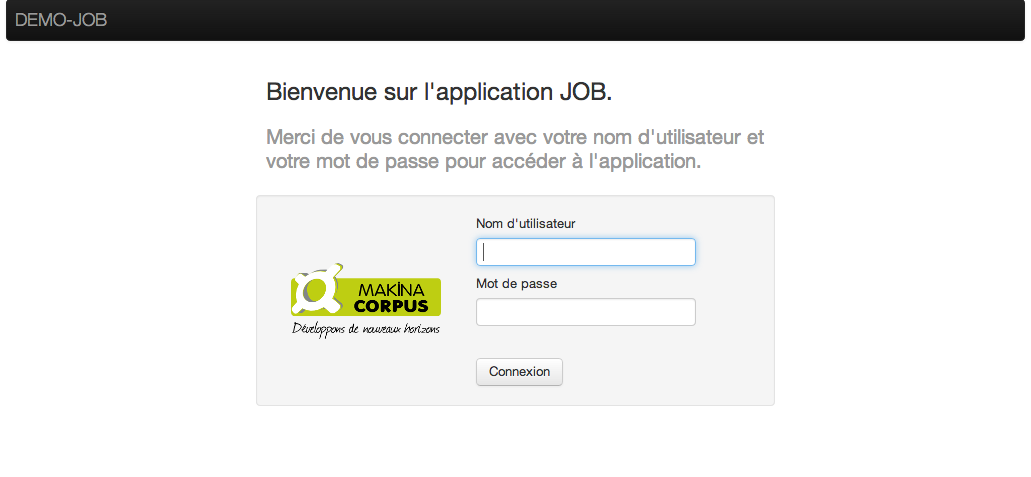 DEMO-JOB
Bienvenue sur l'application JOB.
Merci de vous connecter avec votre nom d'utilisateur et
votre mot de passe pour accéder à l'application.
Nom d'utilisateur
Mot de passe
MAKINA
CORPUS
Développons de nouveaux horizons
Connexion